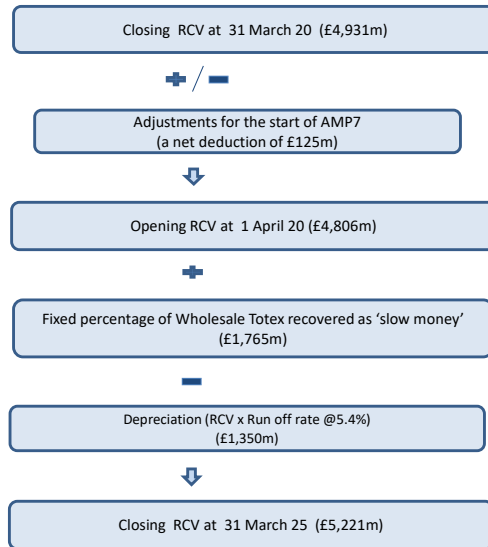 Closing RCV at 31 March 20 (£4,931m)
Adjustments for the start of AMP7
(a net deduction of £125m)
Opening RCV at 1 April 20 (£4,806m)
Fixed percentage of Wholesale Totex recovered as ‘slow money’
(£1,765m)
Depreciation (RCV x Run off rate @5.4%)
(£1,350m)
Closing RCV at 31 March 25 (£5,221m)